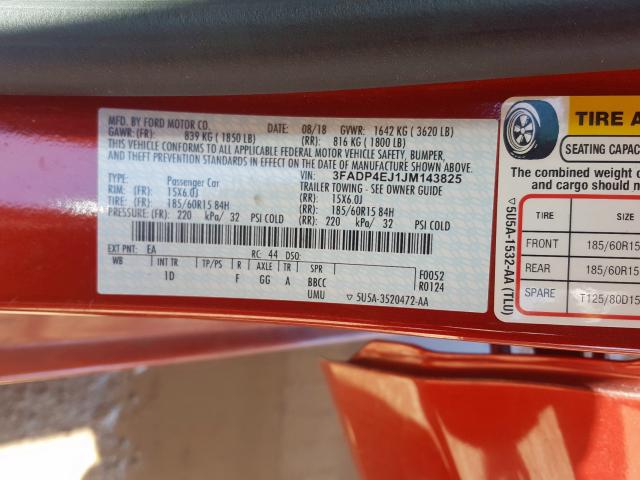 MFD. BY FORD MOTOR CO.
DATE: 08/18 GVWR: 1642 KG ( 3620 LB)
GAWR: (FR): 839 KG ( 1850 LB) (RR): 816 KG ( 1800 LB)
THIS VEHICLE CONFORMS TO ALL APPLICABLE FEDERAL MOTOR VEHICLE SAFETY, BUMPER,
AND THEFT PREVENTION STANDARDS IN EFFECT ON THE DATE OF MANUFACTURE SHOWN ABOVE.
VIN: 3FADP4EJ1JM143825
TYPE: Passenger Car TRAILER TOWING - SEE OWNER GUIDE
RIM: (FR): 15X6.0J (RR): 15X6.0J
TIRE: (FR): 185/60R15 84H (RR): 185/60R15 84H
PRESSURE: (FR): 220 kPa/ 32 PSI COLD (RR): 220 kPa/ 32 PSI COLD
EXT PNT: EA RC: 44 DSO:
WB INT TR TP/PS R AXLE TR SPR F0052
1D F GG A BBCC R0124
UMU ▽ 5U5A-3520472-AA
TIRE A
SEATING CAPACITY
The combined weight o
and cargo should n
TIRE SIZE
FRONT 185/60R15
REAR 185/60R15
SPARE T125/80D15
▽ 5U5A-1532-AA (TLU)